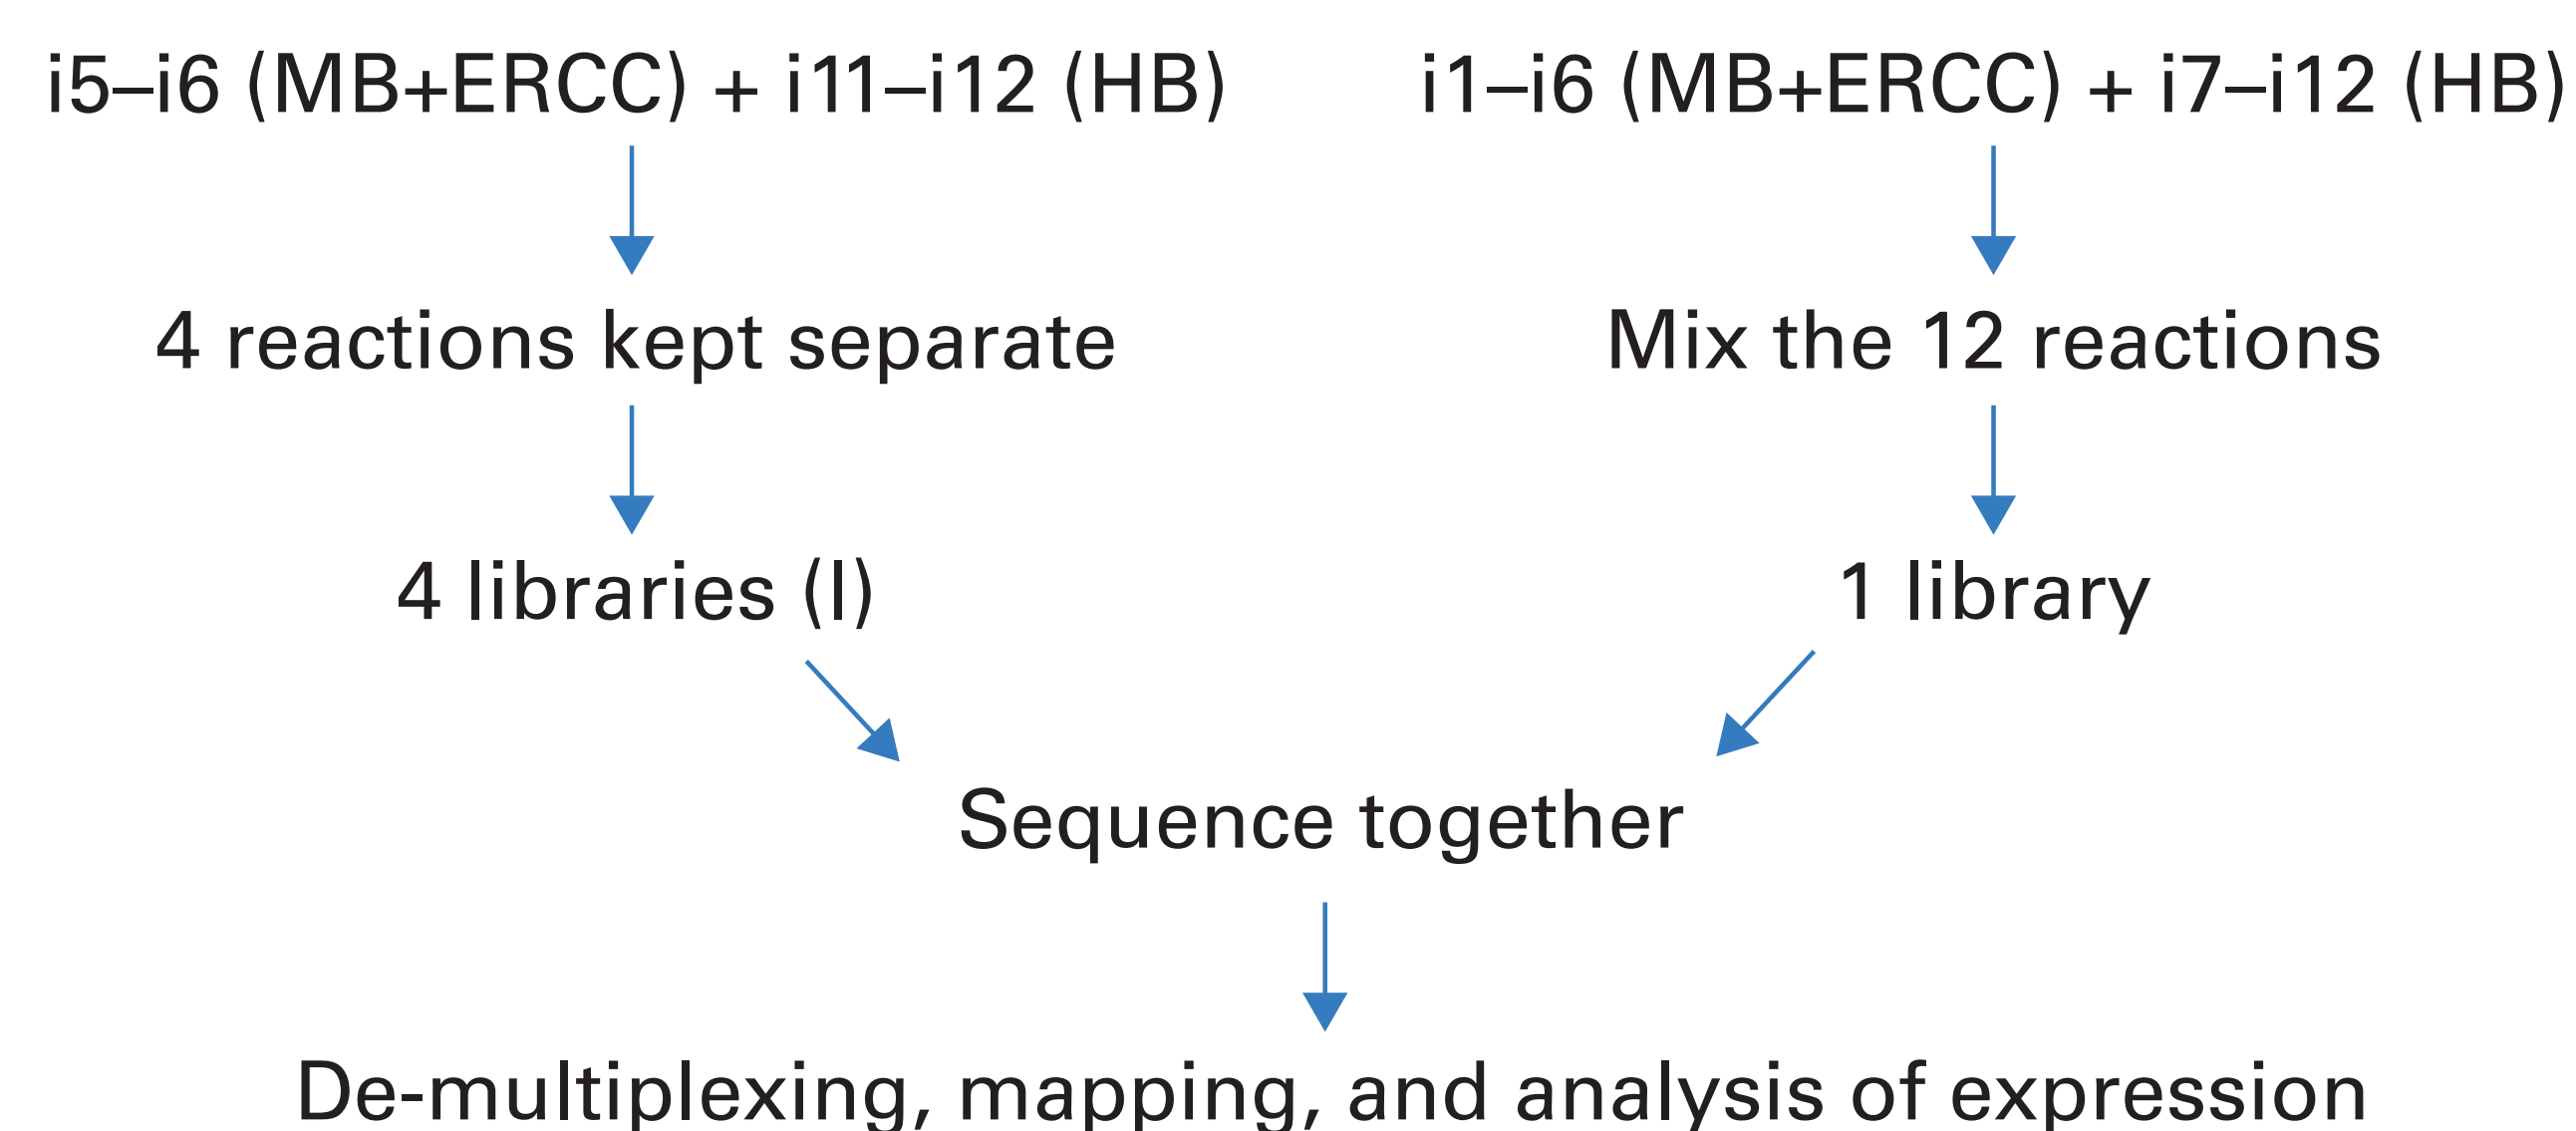 i5–i6 (MB+ERCC) + i11–i12 (HB)
i1–i6 (MB+ERCC) + i7–i12 (HB)
4 reactions kept separate
Mix the 12 reactions
4 libraries (I)
1 library
Sequence together
De-multiplexing, mapping, and analysis of expression